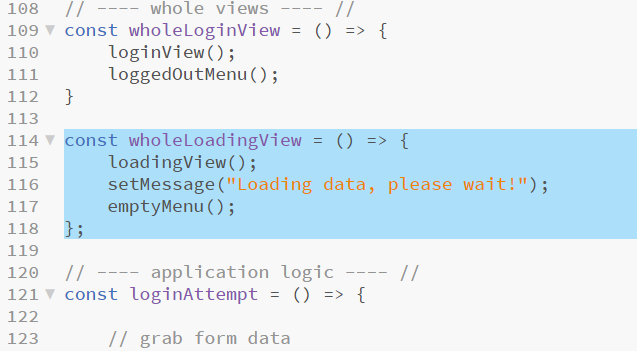 108 // ---- whole views ---- //
109 const wholeLoginView = () => {
110     loginView();
111     loggedOutMenu();
112 }
113
114 const wholeLoadingView = () => {
115     loadingView();
116     setMessage("Loading data, please wait!");
117     emptyMenu();
118 };
119
120 // ---- application logic ---- //
121 const loginAttempt = () => {
122
123     // grab form data